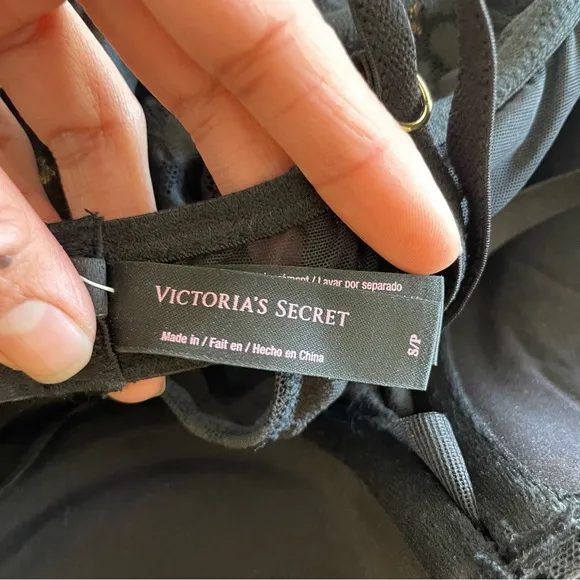 / Lavar por separado
VICTORIA'S SECRET
Made in / Fait en / Hecho en China
S/P